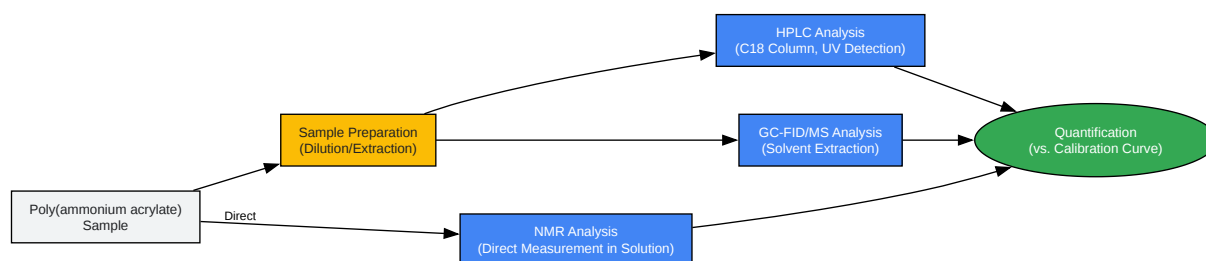 HPLC Analysis
(C18 Column, UV Detection)
Sample Preparation
(Dilution/Extraction)
GC-FID/MS Analysis
(Solvent Extraction)
Quantification
(vs. Calibration Curve)
Poly(ammonium acrylate)
Sample
Direct
NMR Analysis
(Direct Measurement in Solution)